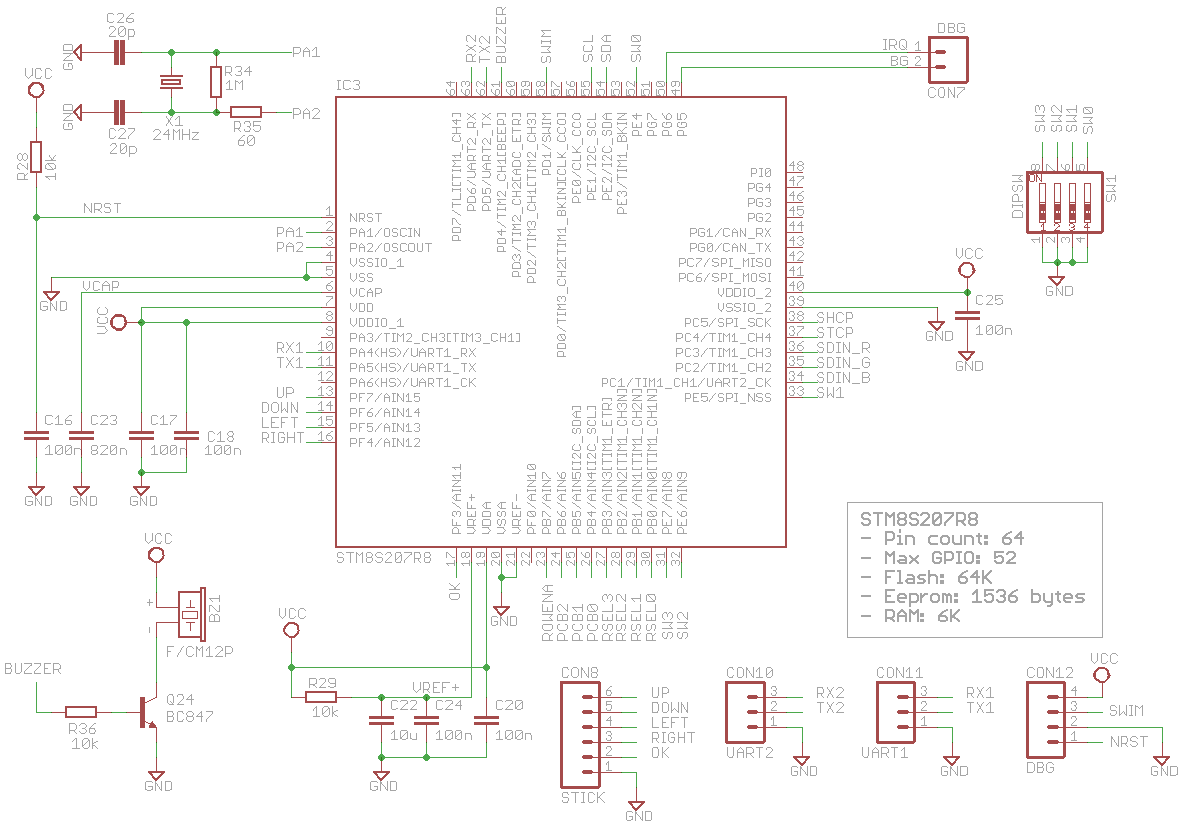 C26
20p
GND
PA1
R34
1M
X1
24MHz
C27
20p
GND
R35
60
PA2
VCC
R28
10k
NRST
IC3
STM8S207R8
RX2
TX2
BUZZER
SWIM
SCL
SDA
SW0
64
63
62
61
60
59
58
57
56
55
54
53
52
51
50
49
PD7/TLI[TIM1_CH4]
PD6/UART2_RX
PD5/UART2_TX
PD4/TIM2_CH1[BEEP]
PD3/TIM2_CH2[ADC_ETR]
PD2/TIM3_CH1[TIM2_CH3]
PD1/SWIM
PD0/TIM3_CH2[TIM1_BKIN][CLK_CCO]
PE0/CLK_CCO
PE1/I2C_SCL
PE2/I2C_SDA
PE3/TIM1_BKIN
PE4
PG7
PG6
PG5
DBG
IRQ 1
BG 2
CON7
1 NRST
PA1 2 PA1/OSCIN
PA2 3 PA2/OSCOUT
4 VSSIO_1
5 VSS
VCAP 6 VCAP
7 VDD
8 VDDIO_1
9 PA3/TIM2_CH3[TIM3_CH1]
RX1 10 PA4(HS)/UART1_RX
TX1 11 PA5(HS)/UART1_TX
12 PA6(HS)/UART1_CK
UP 13 PF7/AIN15
DOWN 14 PF6/AIN14
LEFT 15 PF5/AIN13
RIGHT 16 PF4/AIN12
GND
VCC
PI0 48
PG4 47
PG3 46
PG2 45
PG1/CAN_RX 44
PG0/CAN_TX 43
PC7/SPI_MISO 42
PC6/SPI_MOSI 41
VDDIO_2 40
VSSIO_2 39
PC5/SPI_SCK 38 SHCP
PC4/TIM1_CH4 37 STCP
PC3/TIM1_CH3 36 SDIN_R
PC2/TIM1_CH2 35 SDIN_G
PC1/TIM1_CH1/UART2_CK 34 SDIN_B
PE5/SPI_NSS 33 SW1
SW3
SW2
SW1
SW0
8
7
6
5
ON
DIPSW
SW1
1
2
3
4
1
2
3
4
GND
VCC
C25
100n
GND
GND
C16
100n
C23
820n
C17
100n
C18
100n
GND
GND
GND
PF3/AIN11
VREF+
VDDA
VSSA
VREF-
PF0/AIN10
PB7/AIN7
PB6/AIN6
PB5/AIN5[I2C_SDA]
PB4/AIN4[I2C_SCL]
PB3/AIN3[TIM1_ETR]
PB2/AIN2[TIM1_CH3N]
PB1/AIN1[TIM1_CH2N]
PB0/AIN0[TIM1_CH1N]
PE7/AIN8
PE6/AIN9
17
18
19
20
21
22
23
24
25
26
27
28
29
30
31
32
OK
GND
ROWENA
PCB2
PCB1
PCB0
RSEL3
RSEL2
RSEL1
RSEL0
SW3
SW2
STM8S207R8
- Pin count: 64
- Max GPIO: 52
- Flash: 64K
- Eeprom: 1536 bytes
- RAM: 6K
VCC
+
-
BZ1
F/CM12P
BUZZER
R36
10k
Q24
BC847
GND
VCC
R29
10k
VREF+
C22
10u
C24
100n
C20
100n
GND
CON8
6 UP
5 DOWN
4 LEFT
3 RIGHT
2 OK
1
STICK
GND
CON10
3 RX2
2 TX2
1
UART2
GND
CON11
3 RX1
2 TX1
1
UART1
GND
CON12
VCC
4
3 SWIM
2
1 NRST
DBG
GND